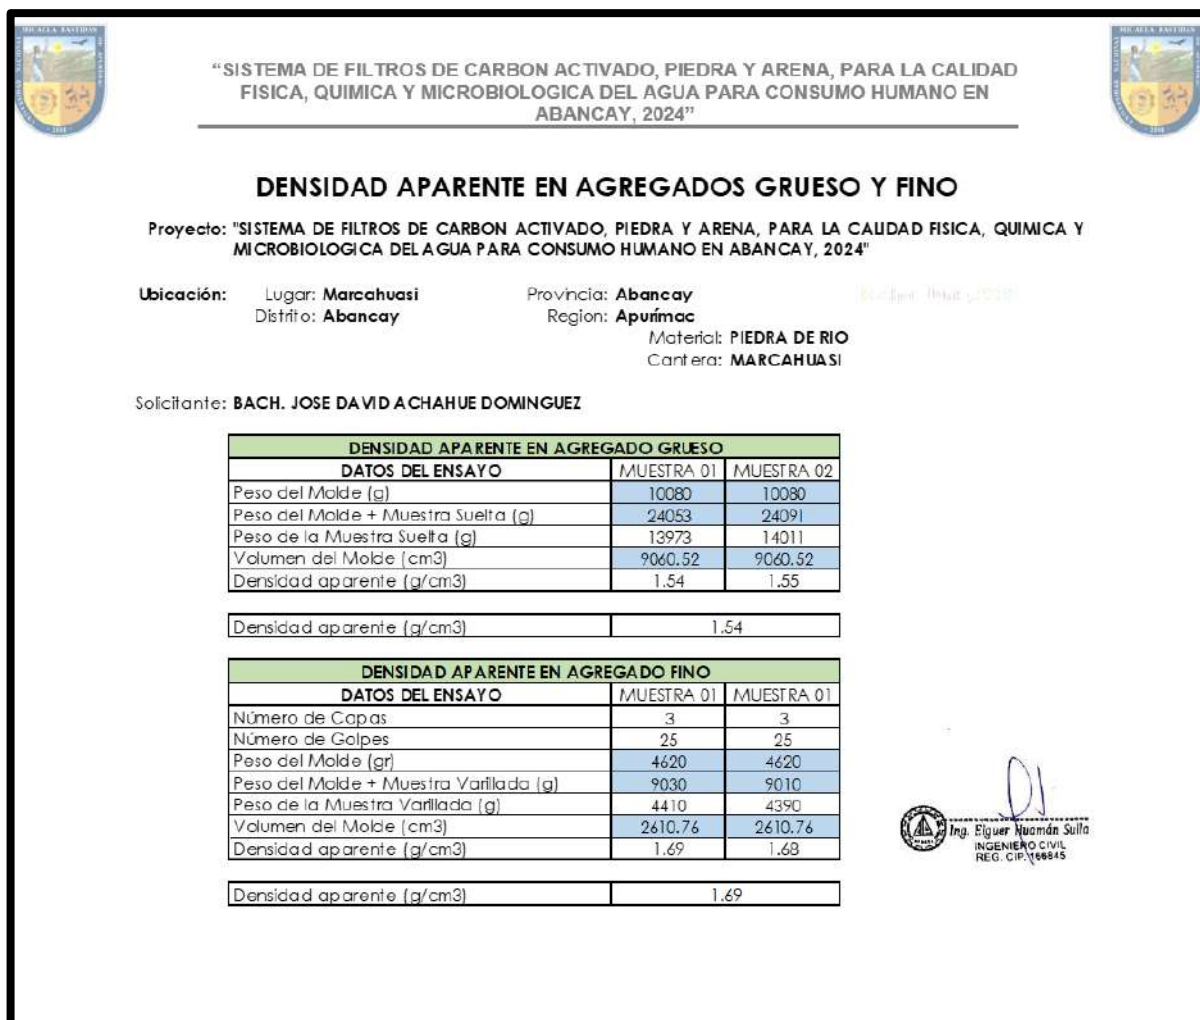 MICAELA BASTIDAS
MICAELA BASTIDAS
“SISTEMA DE FILTROS DE CARBON ACTIVADO, PIEDRA Y ARENA, PARA LA CALIDAD
FISICA, QUIMICA Y MICROBIOLOGICA DEL AGUA PARA CONSUMO HUMANO EN
ABANCAY, 2024”
DENSIDAD APARENTE EN AGREGADOS GRUESO Y FINO
Proyecto: "SISTEMA DE FILTROS DE CARBON ACTIVADO, PIEDRA Y ARENA, PARA LA CALIDAD FISICA, QUIMICA Y
MICROBIOLOGICA DEL AGUA PARA CONSUMO HUMANO EN ABANCAY, 2024"
Ubicación: Lugar: Marcahuasi Provincia: Abancay
Distrito: Abancay Region: Apurímac
Material: PIEDRA DE RIO
Cantera: MARCAHUASI
Solicitante: BACH. JOSE DAVID ACHAHUE DOMINGUEZ
DENSIDAD APARENTE EN AGREGADO GRUESO
DATOS DEL ENSAYO MUESTRA 01 MUESTRA 02
Peso del Molde (g) 10080 10080
Peso del Molde + Muestra Suelta (g) 24053 24091
Peso de la Muestra Suelta (g) 13973 14011
Volumen del Molde (cm3) 9060.52 9060.52
Densidad aparente (g/cm3) 1.54 1.55
Densidad aparente (g/cm3) 1.54
DENSIDAD APARENTE EN AGREGADO FINO
DATOS DEL ENSAYO MUESTRA 01 MUESTRA 01
Número de Capas 3 3
Número de Golpes 25 25
Peso del Molde (gr) 4620 4620
Peso del Molde + Muestra Varillada (g) 9030 9010
Peso de la Muestra Varillada (g) 4410 4390
Volumen del Molde (cm3) 2610.76 2610.76
Densidad aparente (g/cm3) 1.69 1.68
Densidad aparente (g/cm3) 1.69
Ing. Elguer Huamán Sulla
INGENIERO CIVIL
REG. CIP. 166845